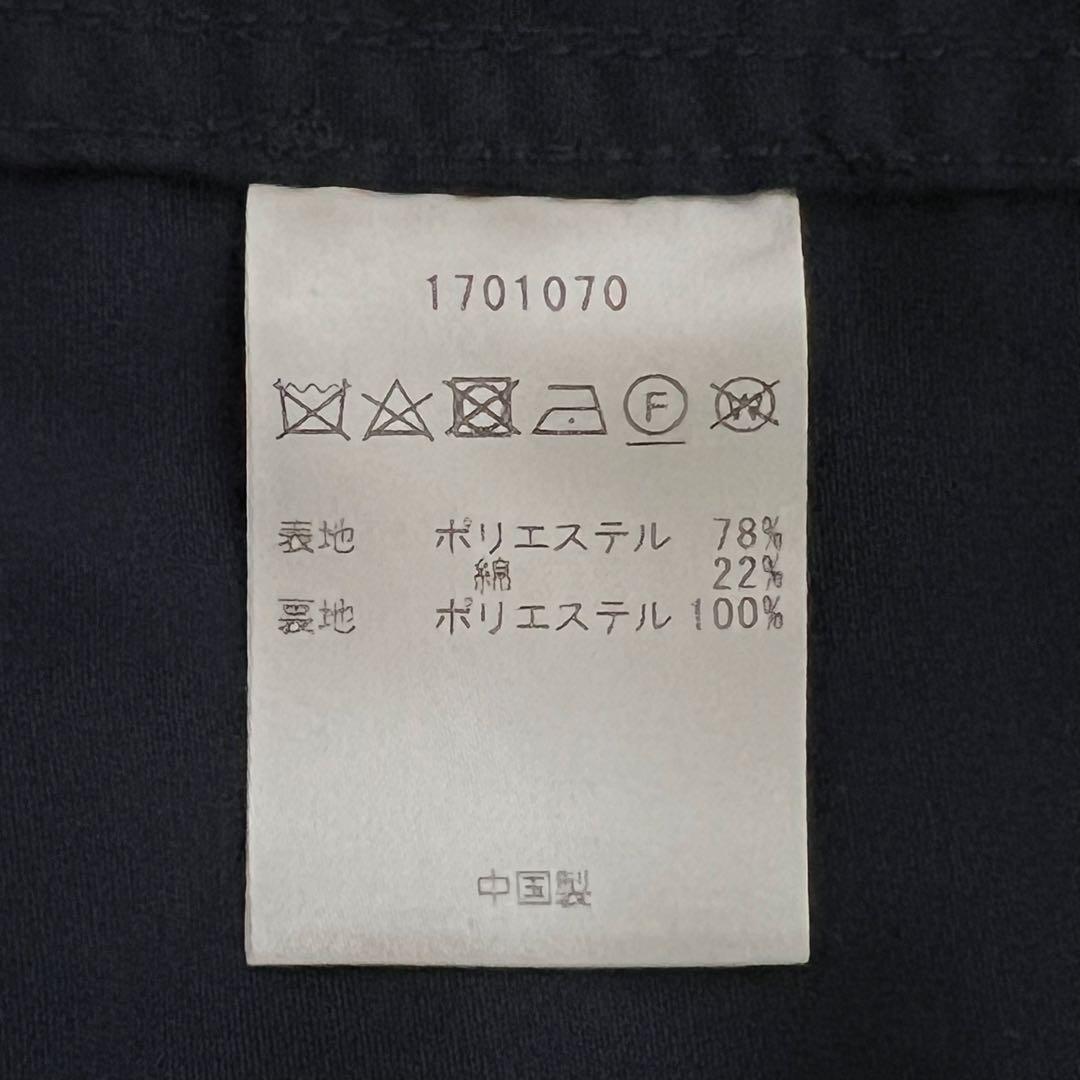 1701070
F W
表地 ポリエステル 78%
綿 22%
裏地 ポリエステル 100%
中国製